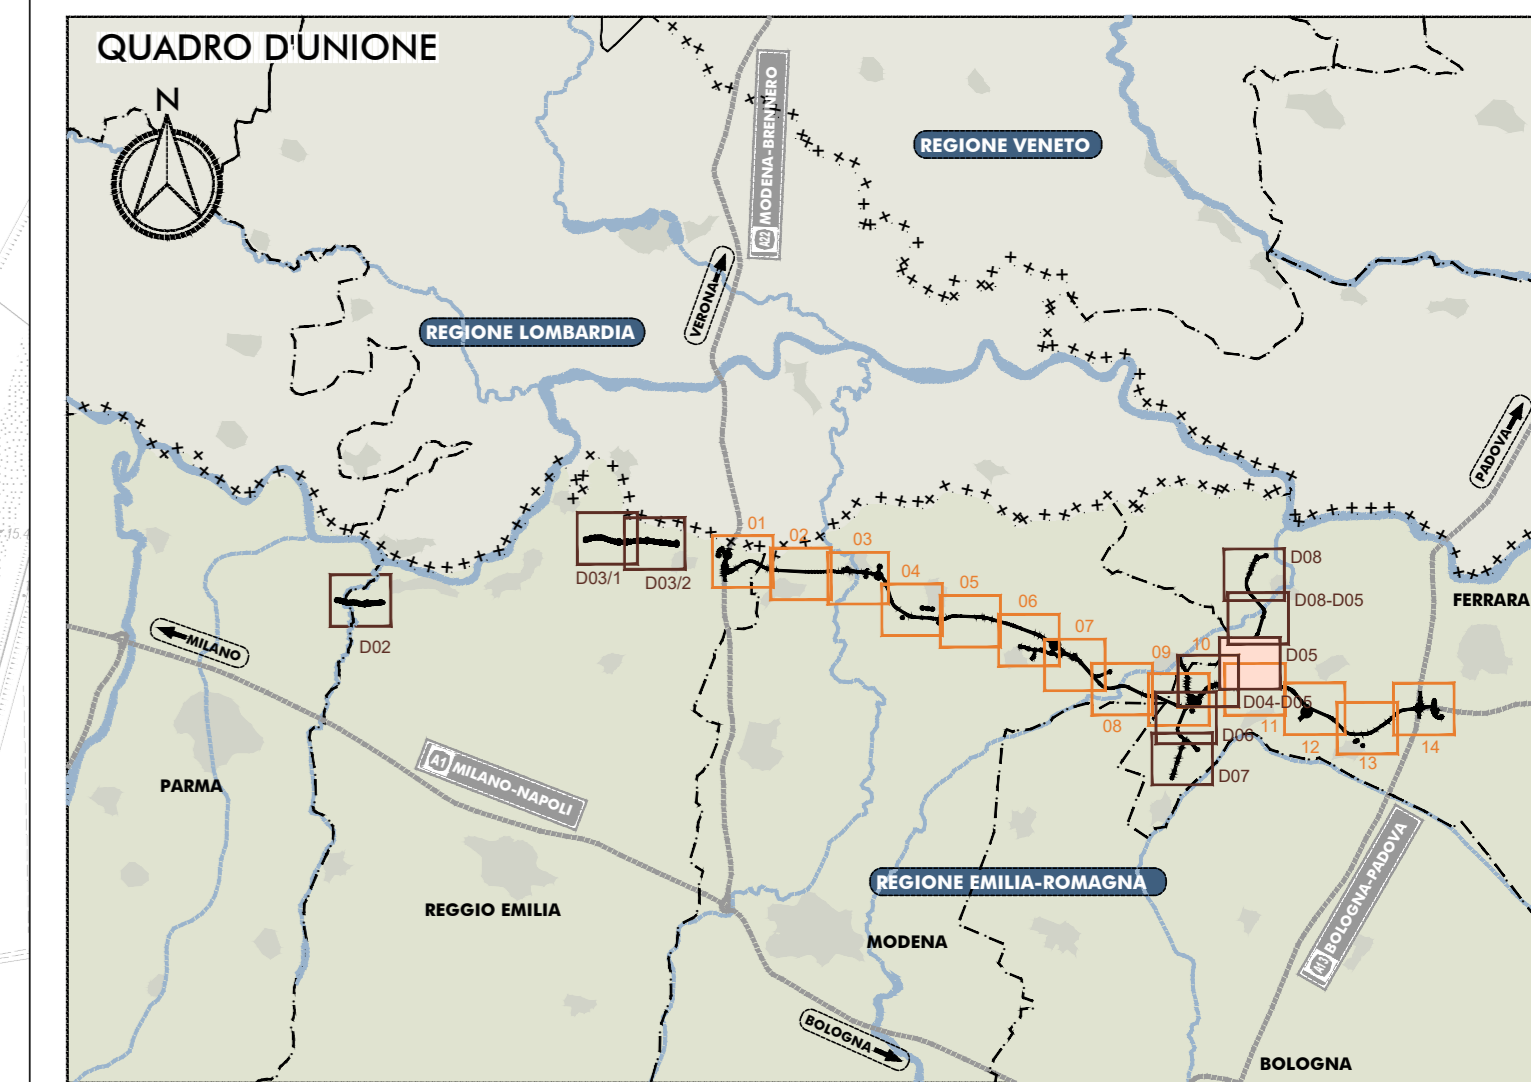 QUADRO D'UNIONE
N
A22 MODENA-BRENNERO
REGIONE VENETO
VERONA
REGIONE LOMBARDIA
PADOVA
15.4
01
02
03
04
05
06
07
08
09
10
11
12
13
14
D03/1
D03/2
D02
D08
D08-D05
D05
D04-D05
D06
D07
FERRARA
MILANO
PARMA
A1 MILANO-NAPOLI
REGIONE EMILIA-ROMAGNA
REGGIO EMILIA
MODENA
A13 BOLOGNA-PADOVA
BOLOGNA
BOLOGNA